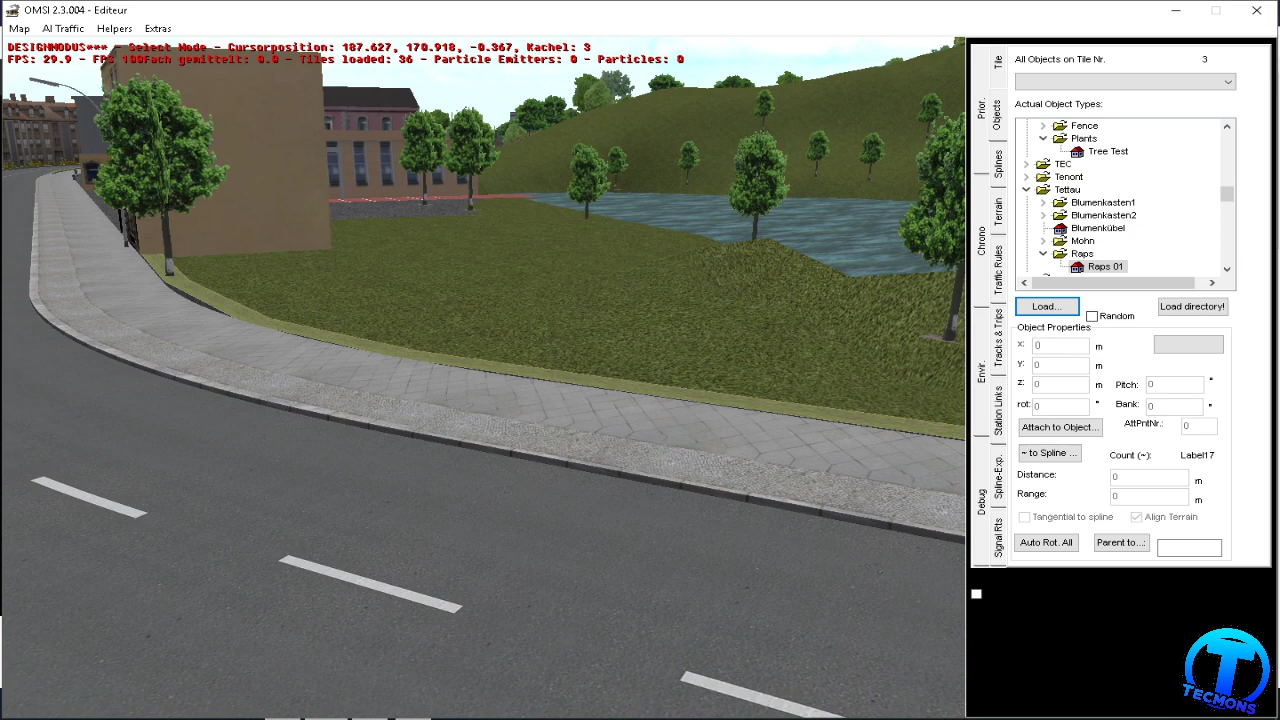 OMSI 2.3.004 - Editeur
Map AI Traffic Helpers Extras
DESIGNMODUS*** - Select Mode - Cursorposition: 187.627, 170.918, -0.367, Kachel: 3
FPS: 29.9 - FPS 100Fach gemittelt: 0.0 - Tiles loaded: 36 - Particle Emitters: 0 - Particles: 0
Prior.
Chrono
Envir.
Debug
Tile
Objects
Splines
Terrain
Traffic Rules
Tracks & Trips
Station Links
Spline-Exp.
Signal Rts
All Objects on Tile Nr. 3
Actual Object Types:
Fence
Plants
Tree Test
TEC
Tenont
Tettau
Blumenkasten1
Blumenkasten2
Blumenkübel
Mohn
Raps
Raps 01
Load... Random Load directory!
Object Properties
x: 0 m
y: 0 m
z: 0 m Pitch: 0 °
rot: 0 ° Bank: 0 °
Attach to Object... AttPntNr.: 0
~ to Spline ... Count (~): Label17
Distance: 0 m
Range: 0 m
Tangential to spline Align Terrain
Auto Rot. All Parent to...:
TECMONS